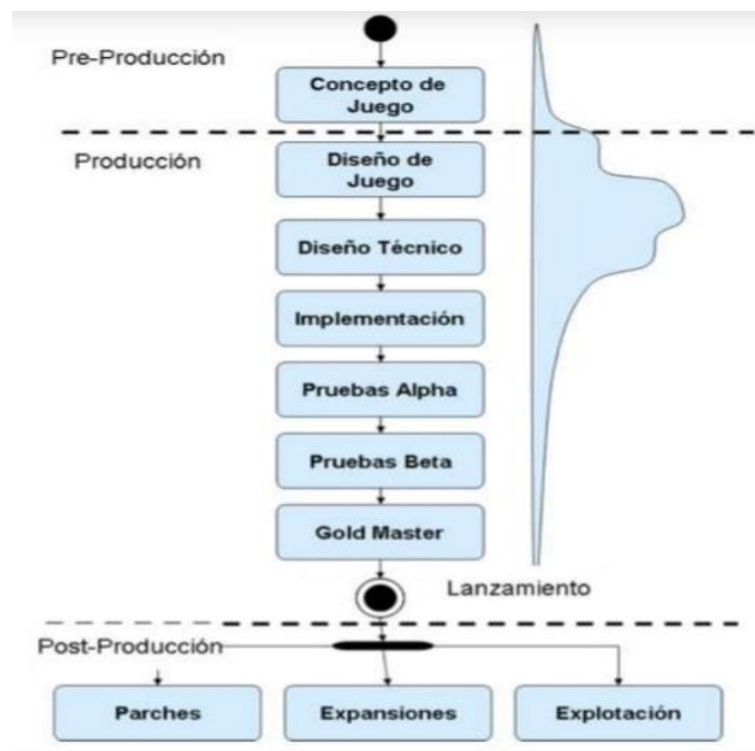 Pre-Producción
Concepto de
Juego
Producción
Diseño de
Juego
Diseño Técnico
Implementación
Pruebas Alpha
Pruebas Beta
Gold Master
Lanzamiento
Post-Producción
Parches
Expansiones
Explotación